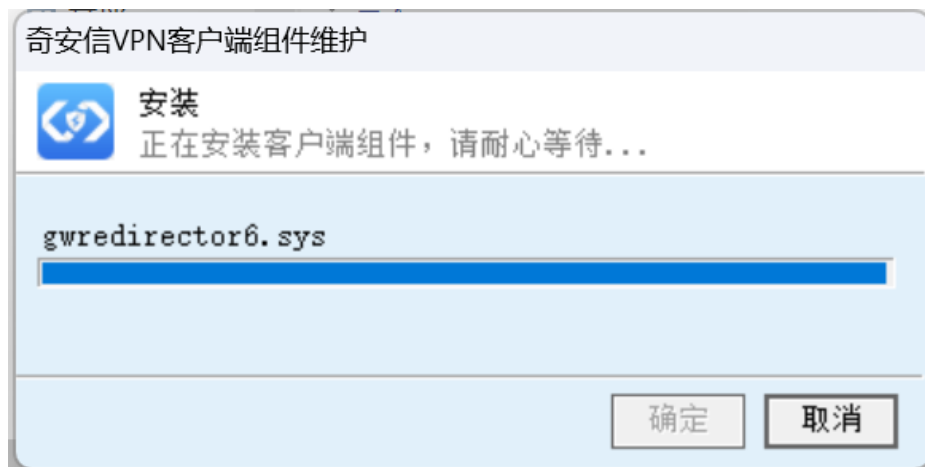 奇安信VPN客户端组件维护
安装
正在安装客户端组件，请耐心等待...
gwredirector6.sys
确定
取消